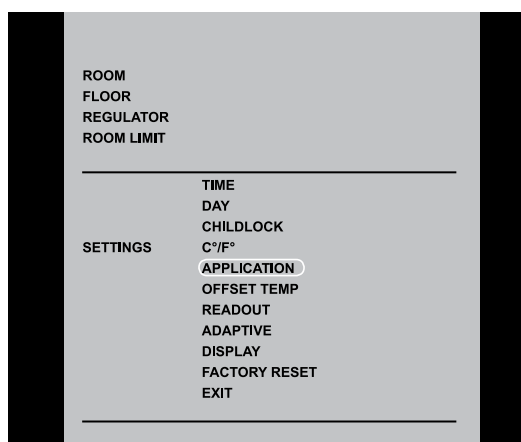 ROOM
FLOOR
REGULATOR
ROOM LIMIT
TIME
DAY
CHILDLOCK
SETTINGS C°/F°
APPLICATION
OFFSET TEMP
READOUT
ADAPTIVE
DISPLAY
FACTORY RESET
EXIT